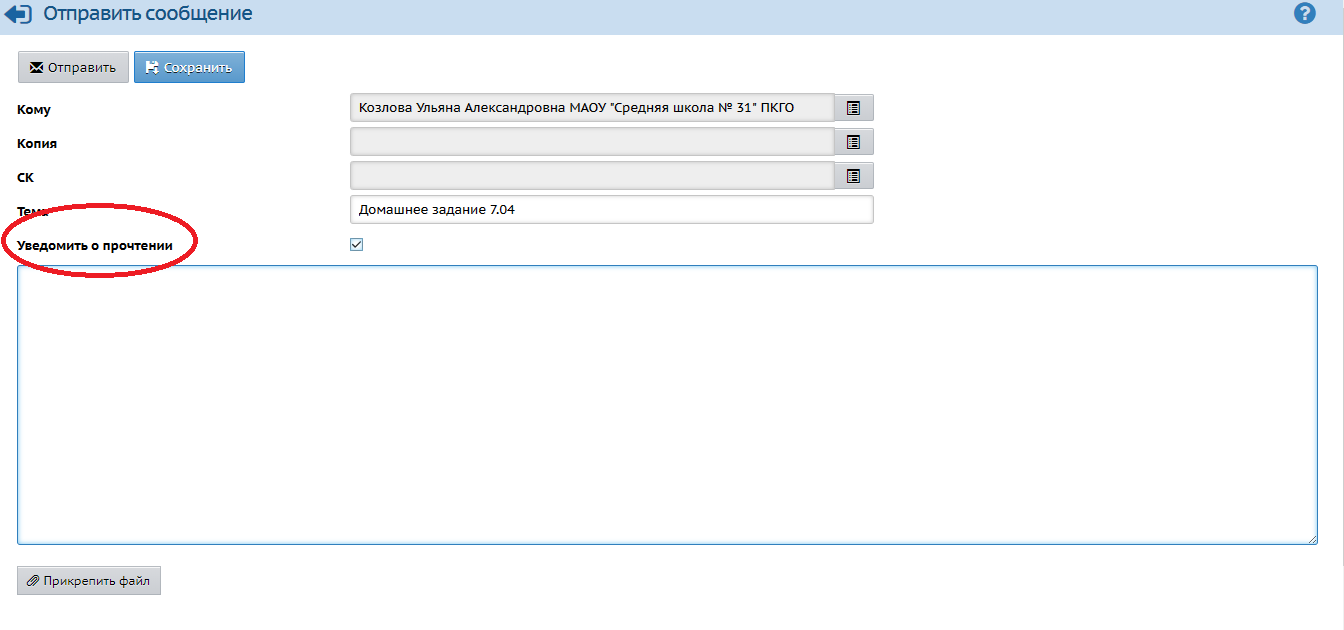 Отправить сообщение
?
Отправить Сохранить
Кому Козлова Ульяна Александровна МАОУ "Средняя школа № 31" ПКГО
Копия
СК
Тема Домашнее задание 7.04
Уведомить о прочтении
Прикрепить файл